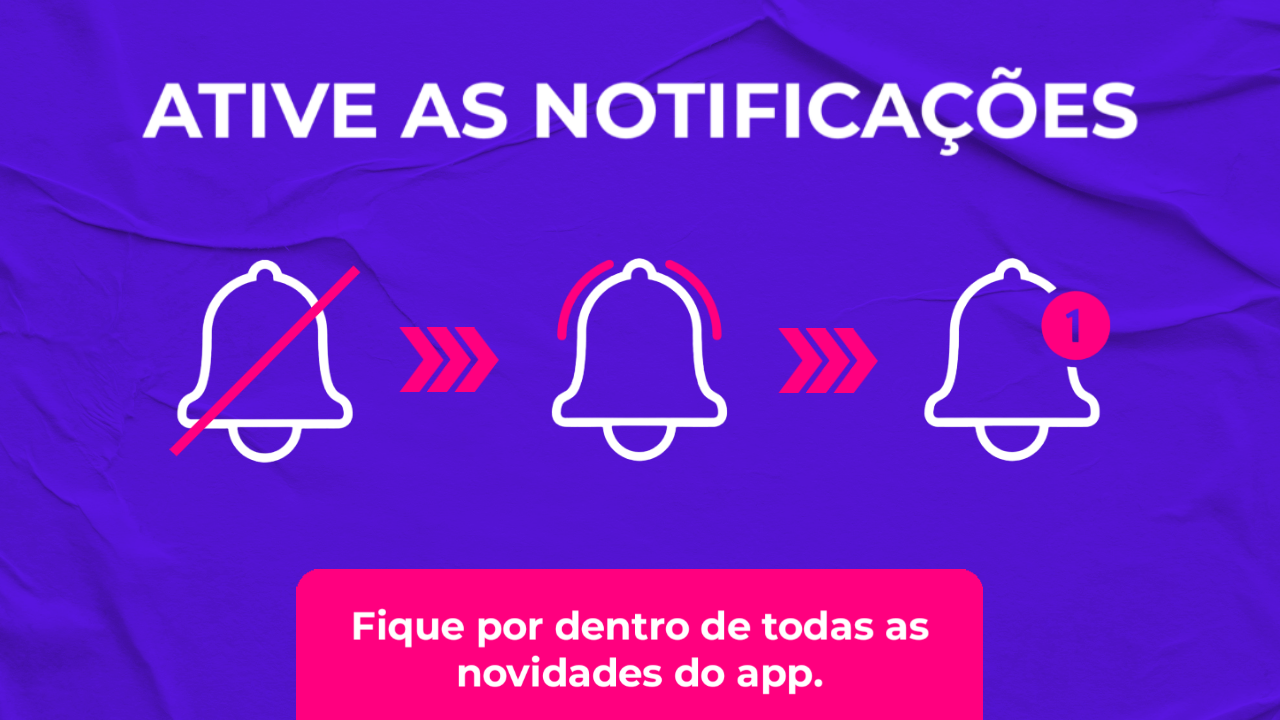 ATIVE AS NOTIFICAÇÕES
1
Fique por dentro de todas as
novidades do app.